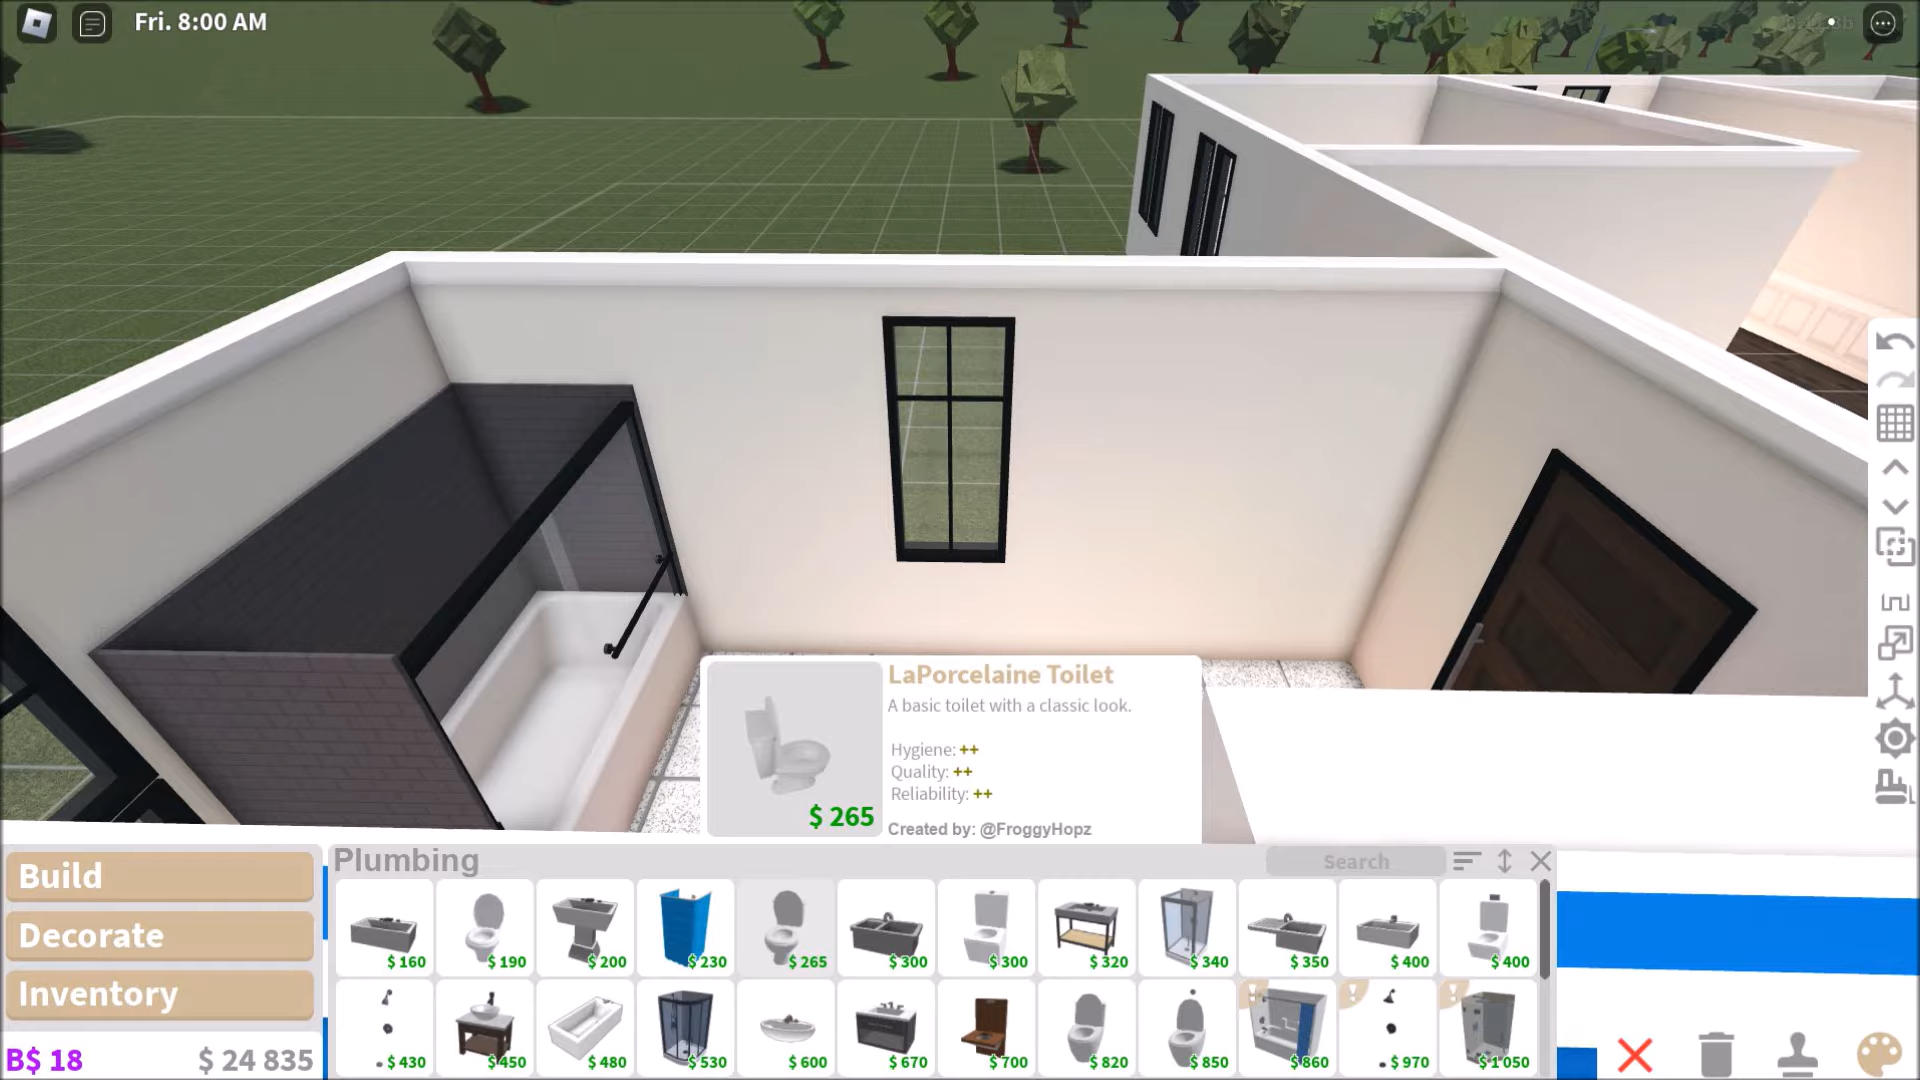 Fri. 8:00 AM
LaPorcelaine Toilet
A basic toilet with a classic look.
Hygiene: ++
Quality: ++
Reliability: ++
$ 265
Created by: @FroggyHopz
Build
Decorate
Inventory
B$ 18
$ 24 835
Plumbing
Search
$ 160
$ 190
$ 200
$ 230
$ 265
$ 300
$ 300
$ 320
$ 340
$ 350
$ 400
$ 400
$ 430
$ 450
$ 480
$ 530
$ 600
$ 670
$ 700
$ 820
$ 850
$ 860
$ 970
$ 1 050